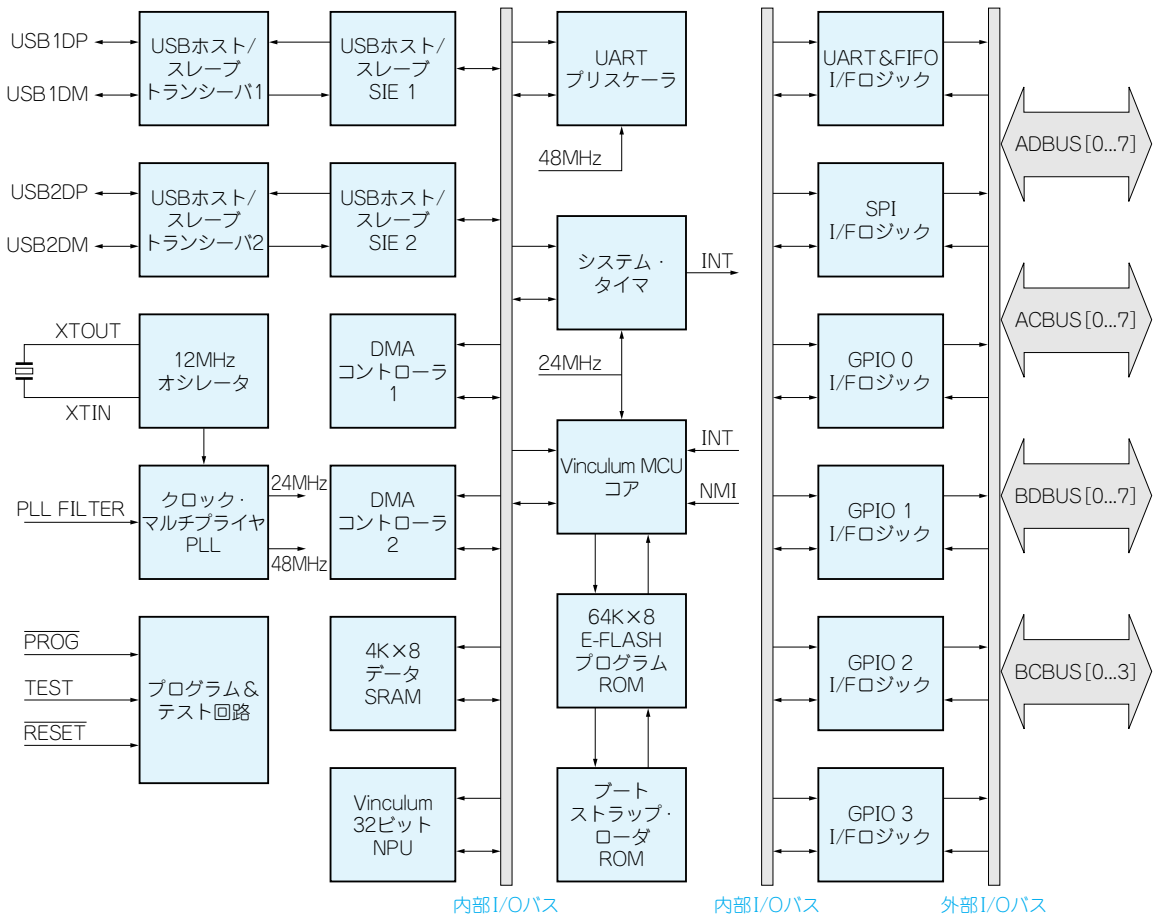 USB1DP
USB1DM
USBホスト/
スレーブ
トランシーバ1
USBホスト/
スレーブ
SIE 1
UART
プリスケーラ
48MHz
UART&FIFO
I/Fロジック
ADBUS[0...7]
USB2DP
USB2DM
USBホスト/
スレーブ
トランシーバ2
USBホスト/
スレーブ
SIE 2
システム・
タイマ
INT
SPI
I/Fロジック
ACBUS[0...7]
XTOUT
XTIN
12MHz
オシレータ
DMA
コントローラ
1
24MHz
GPIO 0
I/Fロジック
PLL FILTER
クロック・
マルチプライヤ
PLL
24MHz
48MHz
DMA
コントローラ
2
Vinculum MCU
コア
INT
NMI
GPIO 1
I/Fロジック
BDBUS[0...7]
PROG
TEST
RESET
プログラム&
テスト回路
4K×8
データ
SRAM
64K×8
E-FLASH
プログラム
ROM
GPIO 2
I/Fロジック
BCBUS[0...3]
Vinculum
32ビット
NPU
ブート
ストラップ・
ローダ
ROM
GPIO 3
I/Fロジック
内部I/Oバス
内部I/Oバス
外部I/Oバス